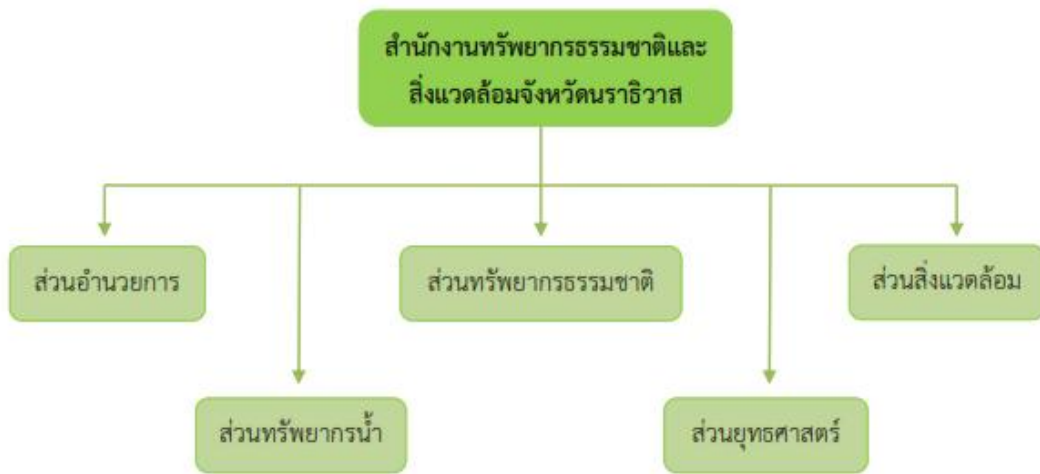 สำนักงานทรัพยากรธรรมชาติและ
สิ่งแวดล้อมจังหวัดนราธิวาส
ส่วนอำนวยการ
ส่วนทรัพยากรธรรมชาติ
ส่วนสิ่งแวดล้อม
ส่วนทรัพยากรน้ำ
ส่วนยุทธศาสตร์